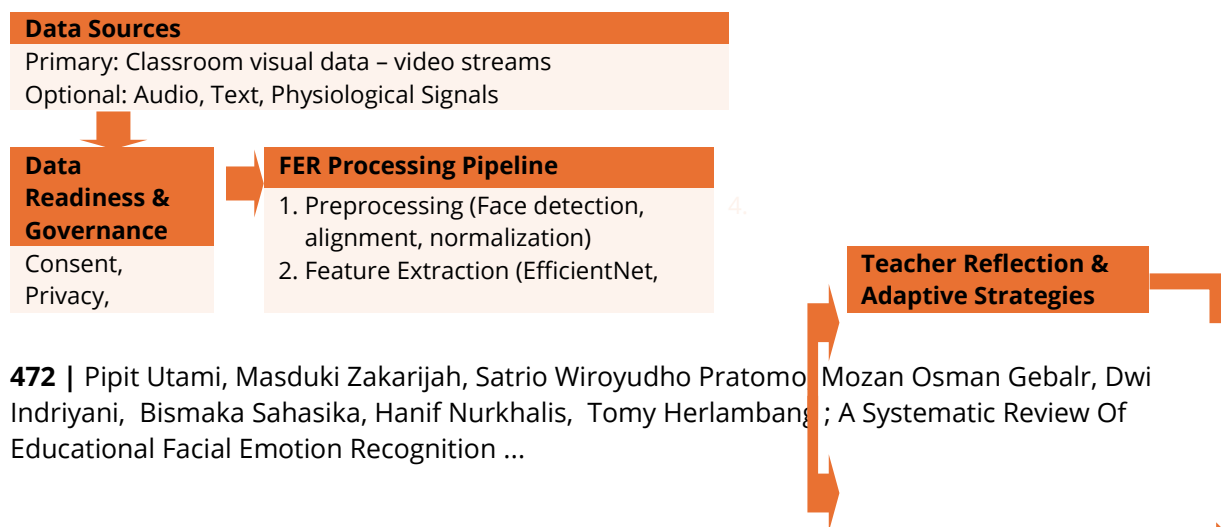 Data Sources
Primary: Classroom visual data – video streams
Optional: Audio, Text, Physiological Signals
Data
Readiness &
Governance
Consent,
Privacy,
FER Processing Pipeline
1. Preprocessing (Face detection,
alignment, normalization)
2. Feature Extraction (EfficientNet,
4.
Teacher Reflection &
Adaptive Strategies
472 | Pipit Utami, Masduki Zakarijah, Satrio Wiroyudho Pratomo, Mozan Osman Gebalr, Dwi
Indriyani, Bismaka Sahasika, Hanif Nurkhalis, Tomy Herlambang ; A Systematic Review Of
Educational Facial Emotion Recognition ...